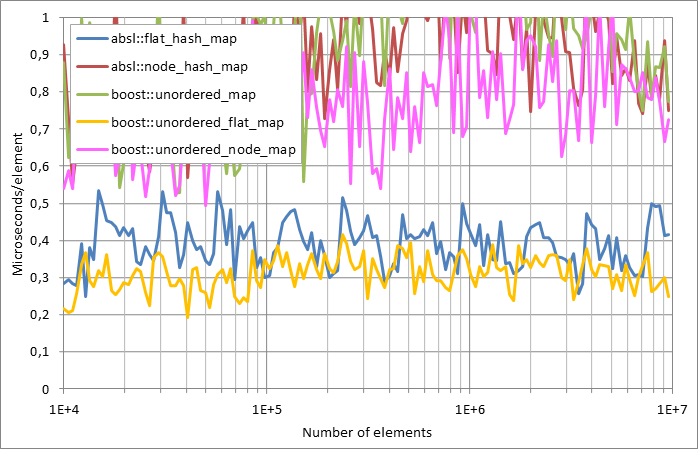 1
0,9
0,8
0,7
0,6
0,5
0,4
0,3
0,2
0,1
0
Microseconds/element
absl::flat_hash_map
absl::node_hash_map
boost::unordered_map
boost::unordered_flat_map
boost::unordered_node_map
1E+4
1E+5
1E+6
1E+7
Number of elements